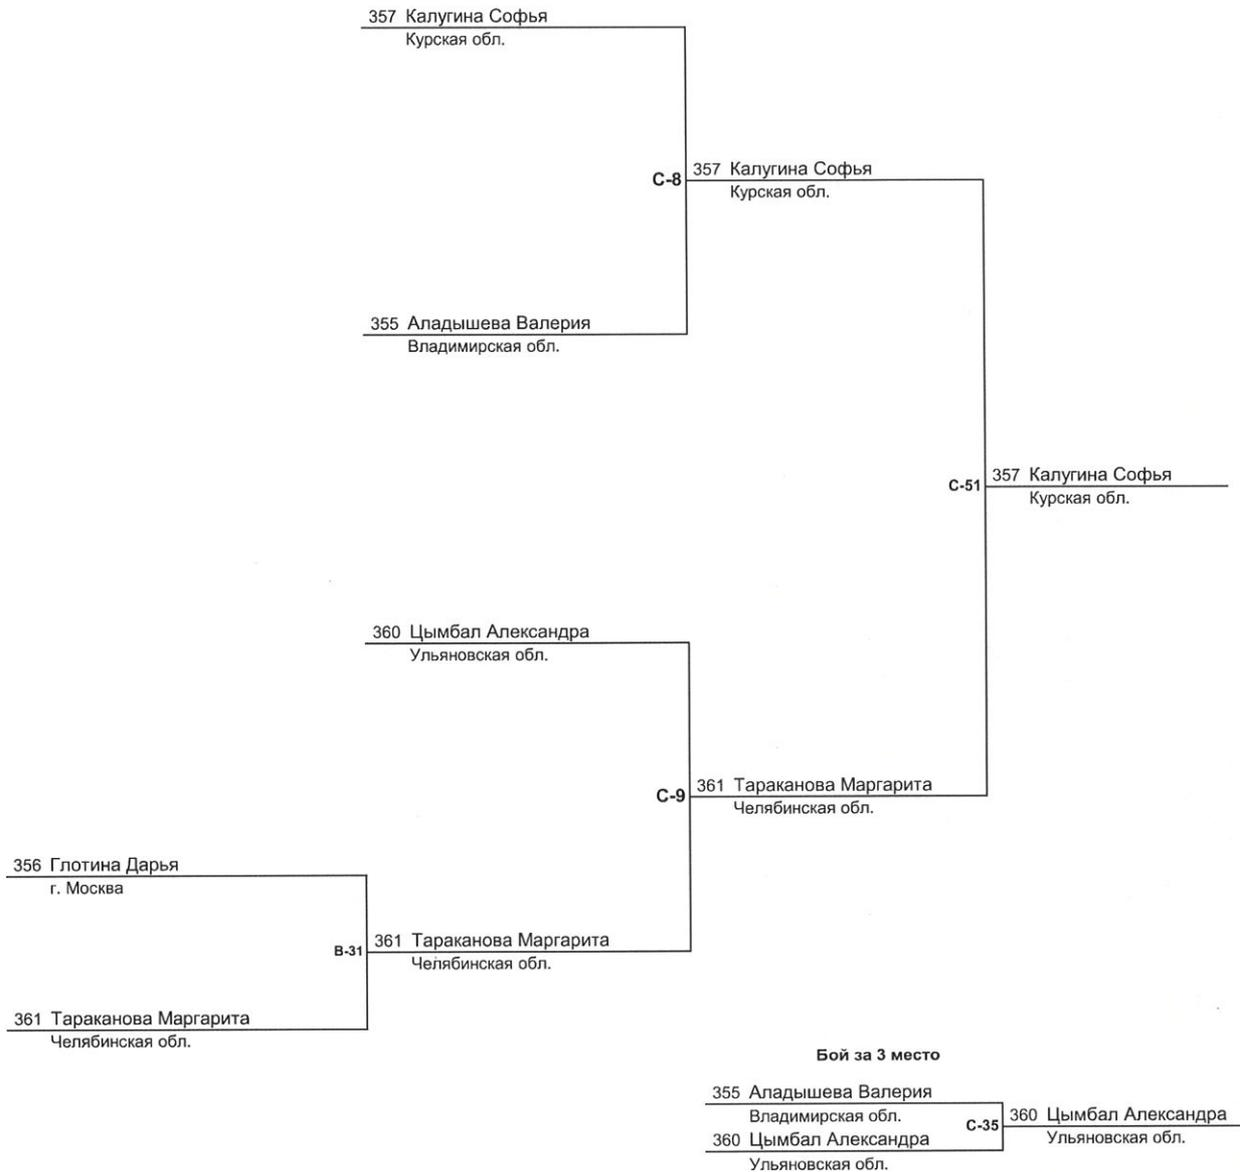 357 Калугина Софья
Курская обл.
357 Калугина Софья
С-8
Курская обл.
355 Аладышева Валерия
Владимирская обл.
357 Калугина Софья
С-51
Курская обл.
360 Цымбал Александра
Ульяновская обл.
361 Тараканова Маргарита
С-9
Челябинская обл.
356 Глотина Дарья
г. Москва
361 Тараканова Маргарита
В-31
Челябинская обл.
361 Тараканова Маргарита
Челябинская обл.
Бой за 3 место
355 Аладышева Валерия
Владимирская обл.
360 Цымбал Александра
С-35
Ульяновская обл.
360 Цымбал Александра
Ульяновская обл.